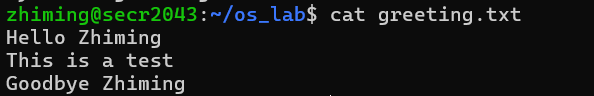 zhiming@secr2043:~/os_lab$ cat greeting.txt
Hello Zhiming
This is a test
Goodbye Zhiming